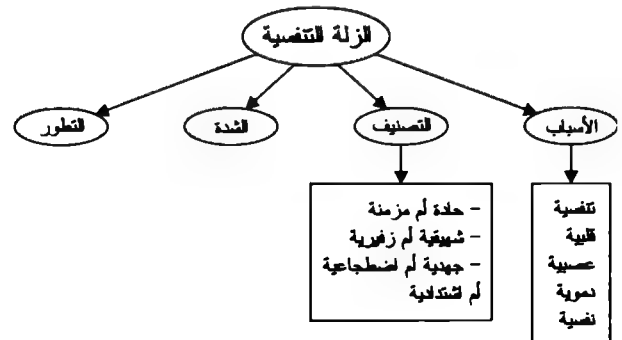 الزلة التنفسية
الأسباب
التصنيف
الشدة
التطور
تنفسية
قلبية
عصبية
دموية
نفسية
– حادة أم مزمنة
– شهيقية أم زفيرية
– جهدية أم اضطجاعية
أم اشتدادية